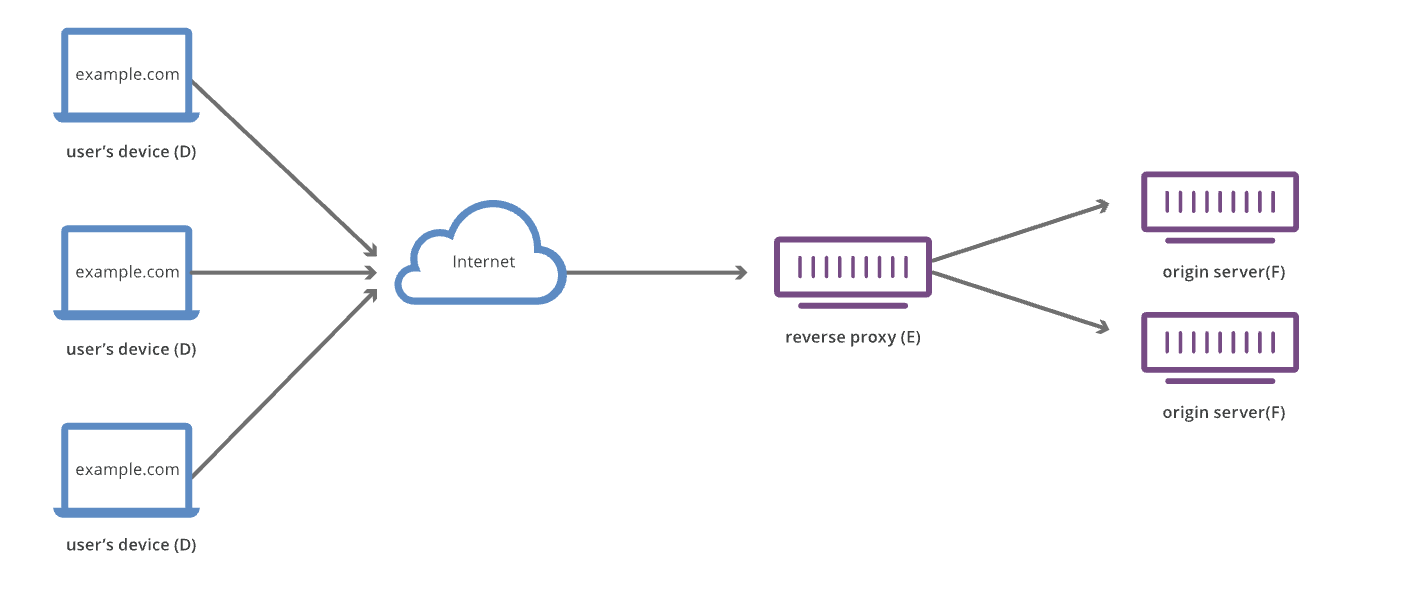 example.com
user’s device (D)
example.com
user’s device (D)
example.com
user’s device (D)
Internet
reverse proxy (E)
origin server(F)
origin server(F)